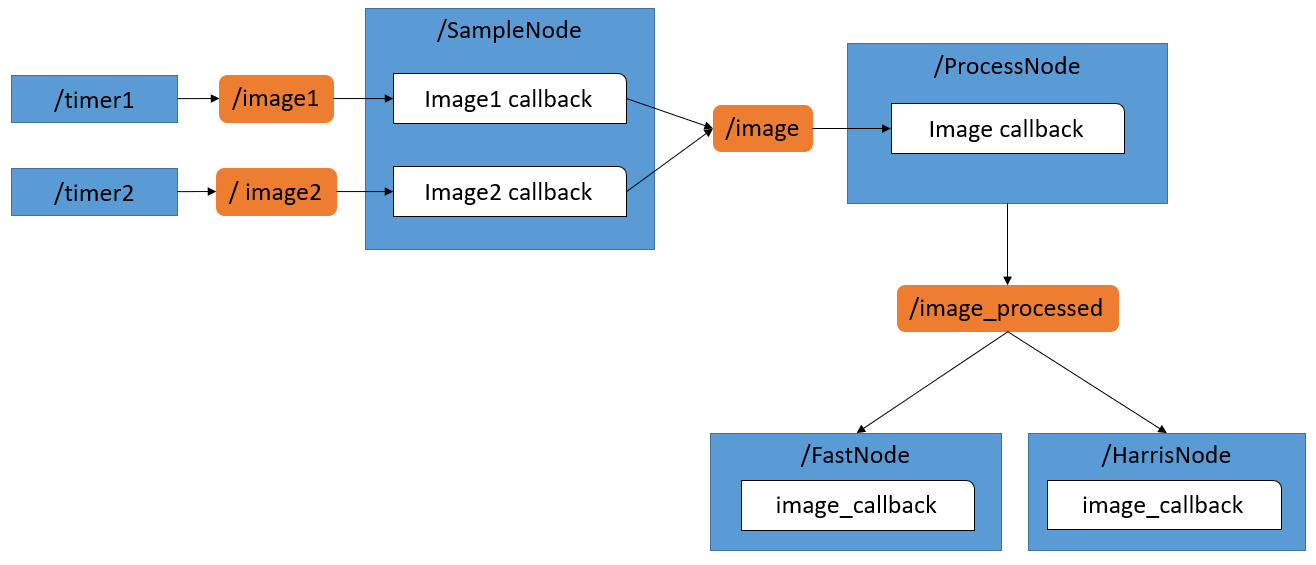 /SampleNode
/timer1
/image1
Image1 callback
/timer2
/ image2
Image2 callback
/image
/ProcessNode
Image callback
/image_processed
/FastNode
image_callback
/HarrisNode
image_callback